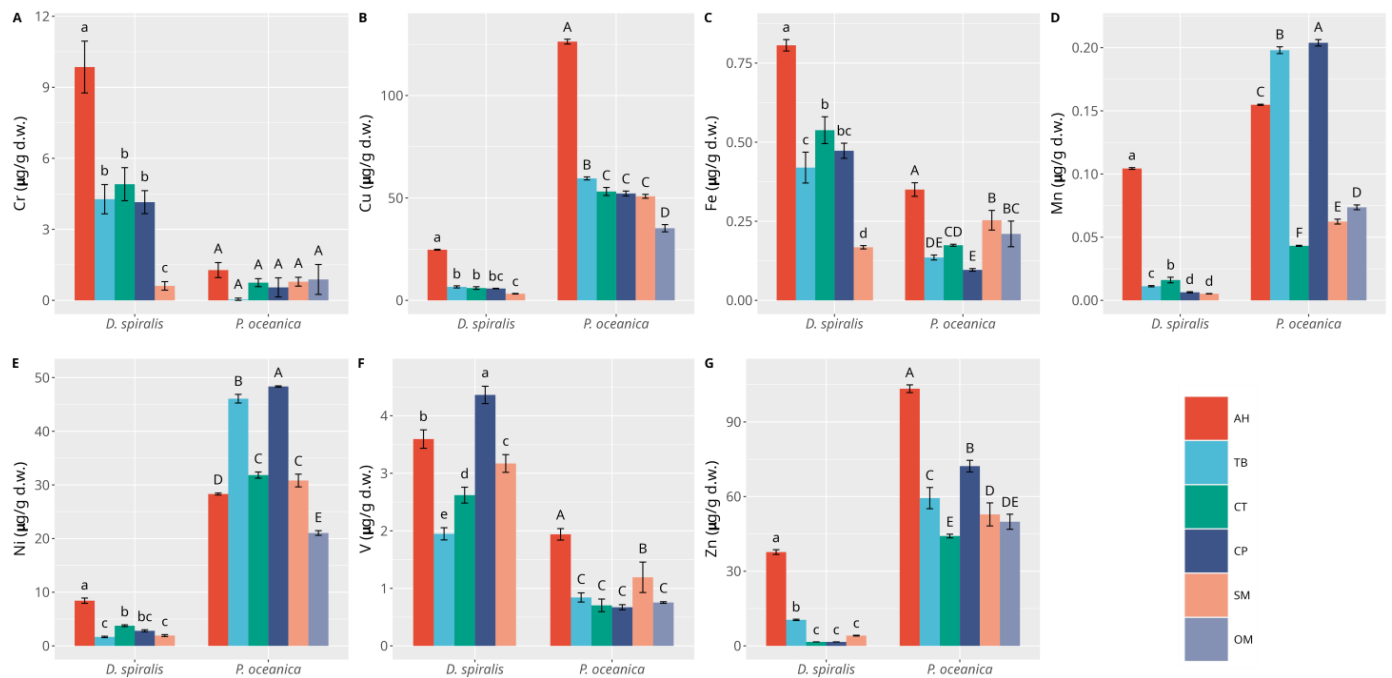 A
Cr (µg/g d.w.)
12
9
6
3
0
a
b
b
b
c
A
A
A
A
A
A
D. spiralis
P. oceanica
B
Cu (µg/g d.w.)
100
50
0
a
b
b
bc
c
A
B
C
C
C
D
D. spiralis
P. oceanica
C
Fe (µg/g d.w.)
0.75
0.50
0.25
0.00
a
c
b
bc
d
A
DE
CD
E
B
BC
D. spiralis
P. oceanica
D
Mn (µg/g d.w.)
0.20
0.15
0.10
0.05
0.00
a
c
b
d
d
C
B
F
A
E
D
D. spiralis
P. oceanica
E
Ni (µg/g d.w.)
50
40
30
20
10
0
a
c
b
bc
c
D
B
C
A
C
E
D. spiralis
P. oceanica
F
V (µg/g d.w.)
4
3
2
1
0
b
e
d
a
c
A
C
C
C
B
C
D. spiralis
P. oceanica
G
Zn (µg/g d.w.)
90
60
30
0
a
b
c
c
c
A
C
E
B
D
DE
D. spiralis
P. oceanica
AH
TB
CT
CP
SM
OM